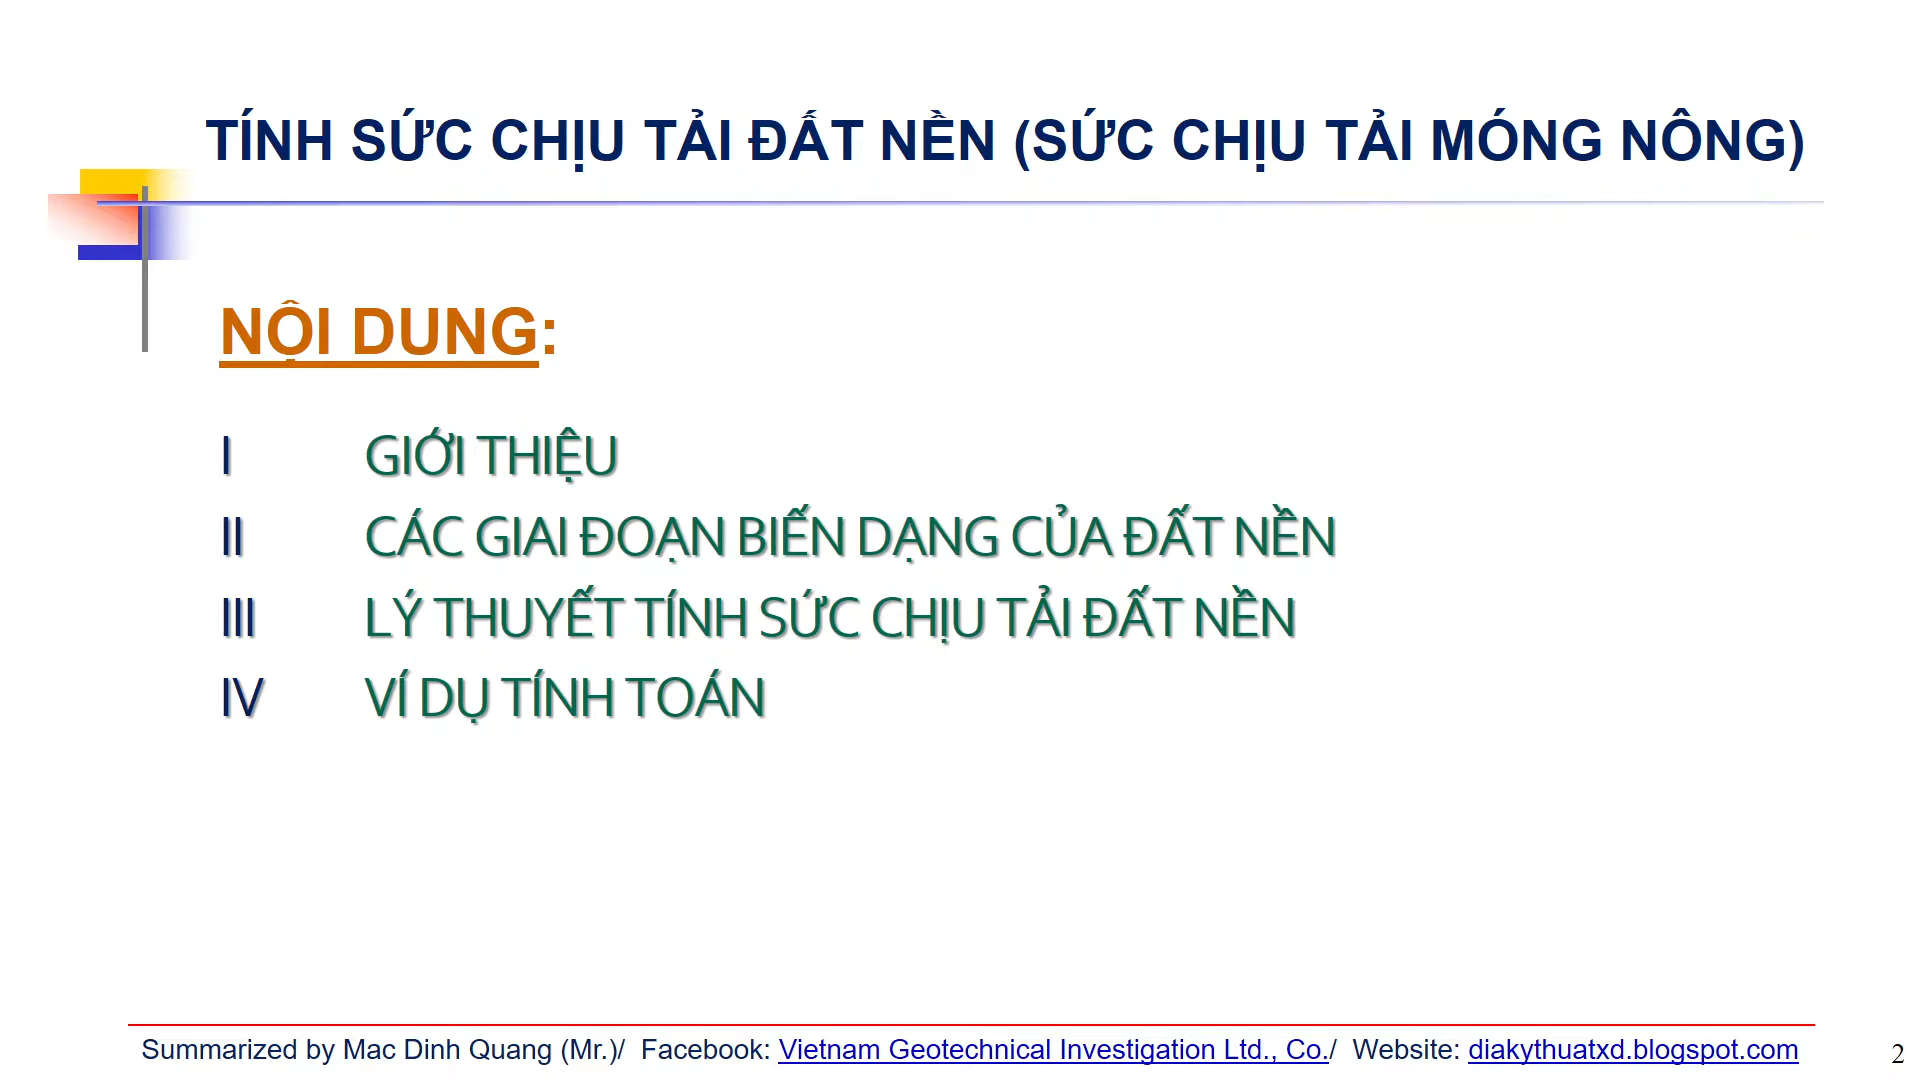 TÍNH SỨC CHỊU TẢI ĐẤT NỀN (SỨC CHỊU TẢI MÓNG NÔNG)
NỘI DUNG:
I GIỚI THIỆU
II CÁC GIAI ĐOẠN BIẾN DẠNG CỦA ĐẤT NỀN
III LÝ THUYẾT TÍNH SỨC CHỊU TẢI ĐẤT NỀN
IV VÍ DỤ TÍNH TOÁN
Summarized by Mac Dinh Quang (Mr.)/ Facebook: Vietnam Geotechnical Investigation Ltd., Co./ Website: diakythuatxd.blogspot.com 2